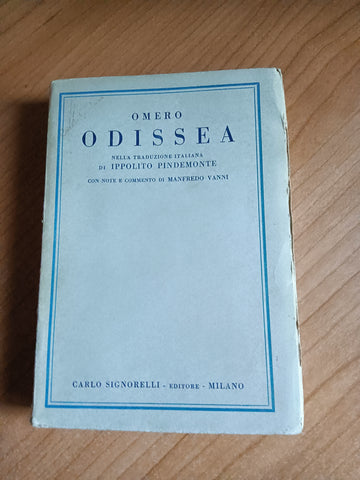 OMERO
ODISSEA
NELLA TRADUZIONE ITALIANA
DI IPPOLITO PINDEMONTE
CON NOTE E COMMENTO DI MANFREDO VANNI
CARLO SIGNORELLI - EDITORE - MILANO